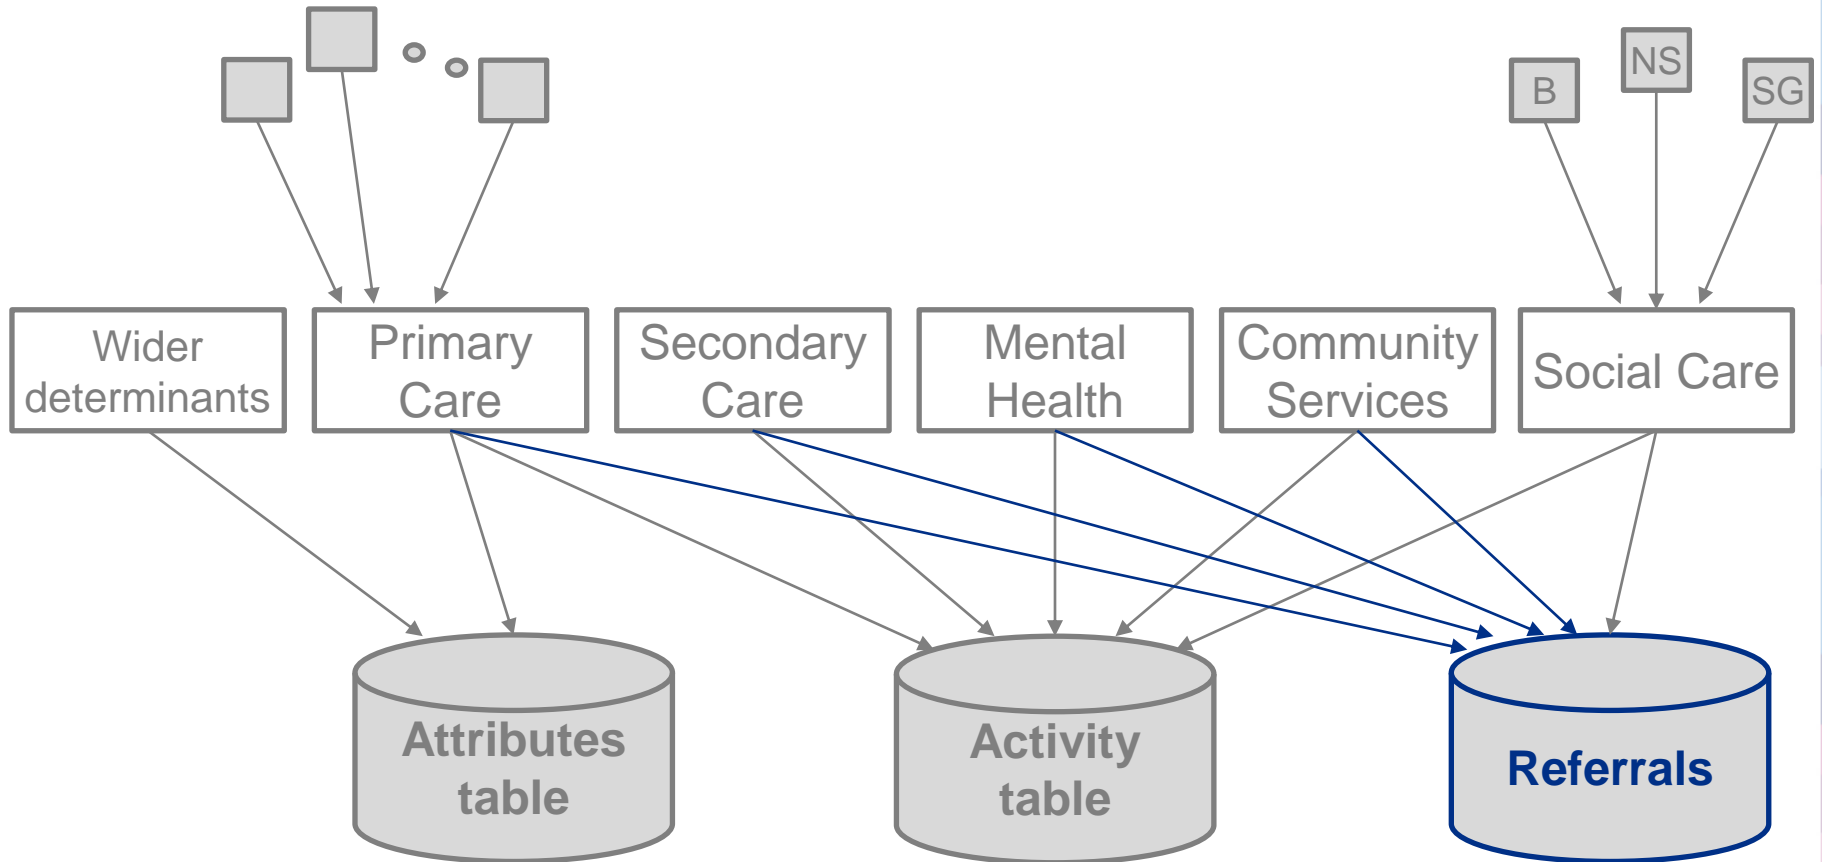 B
NS
SG
Wider
determinants
Primary
Care
Secondary
Care
Mental
Health
Community
Services
Social Care
Attributes
table
Activity
table
Referrals